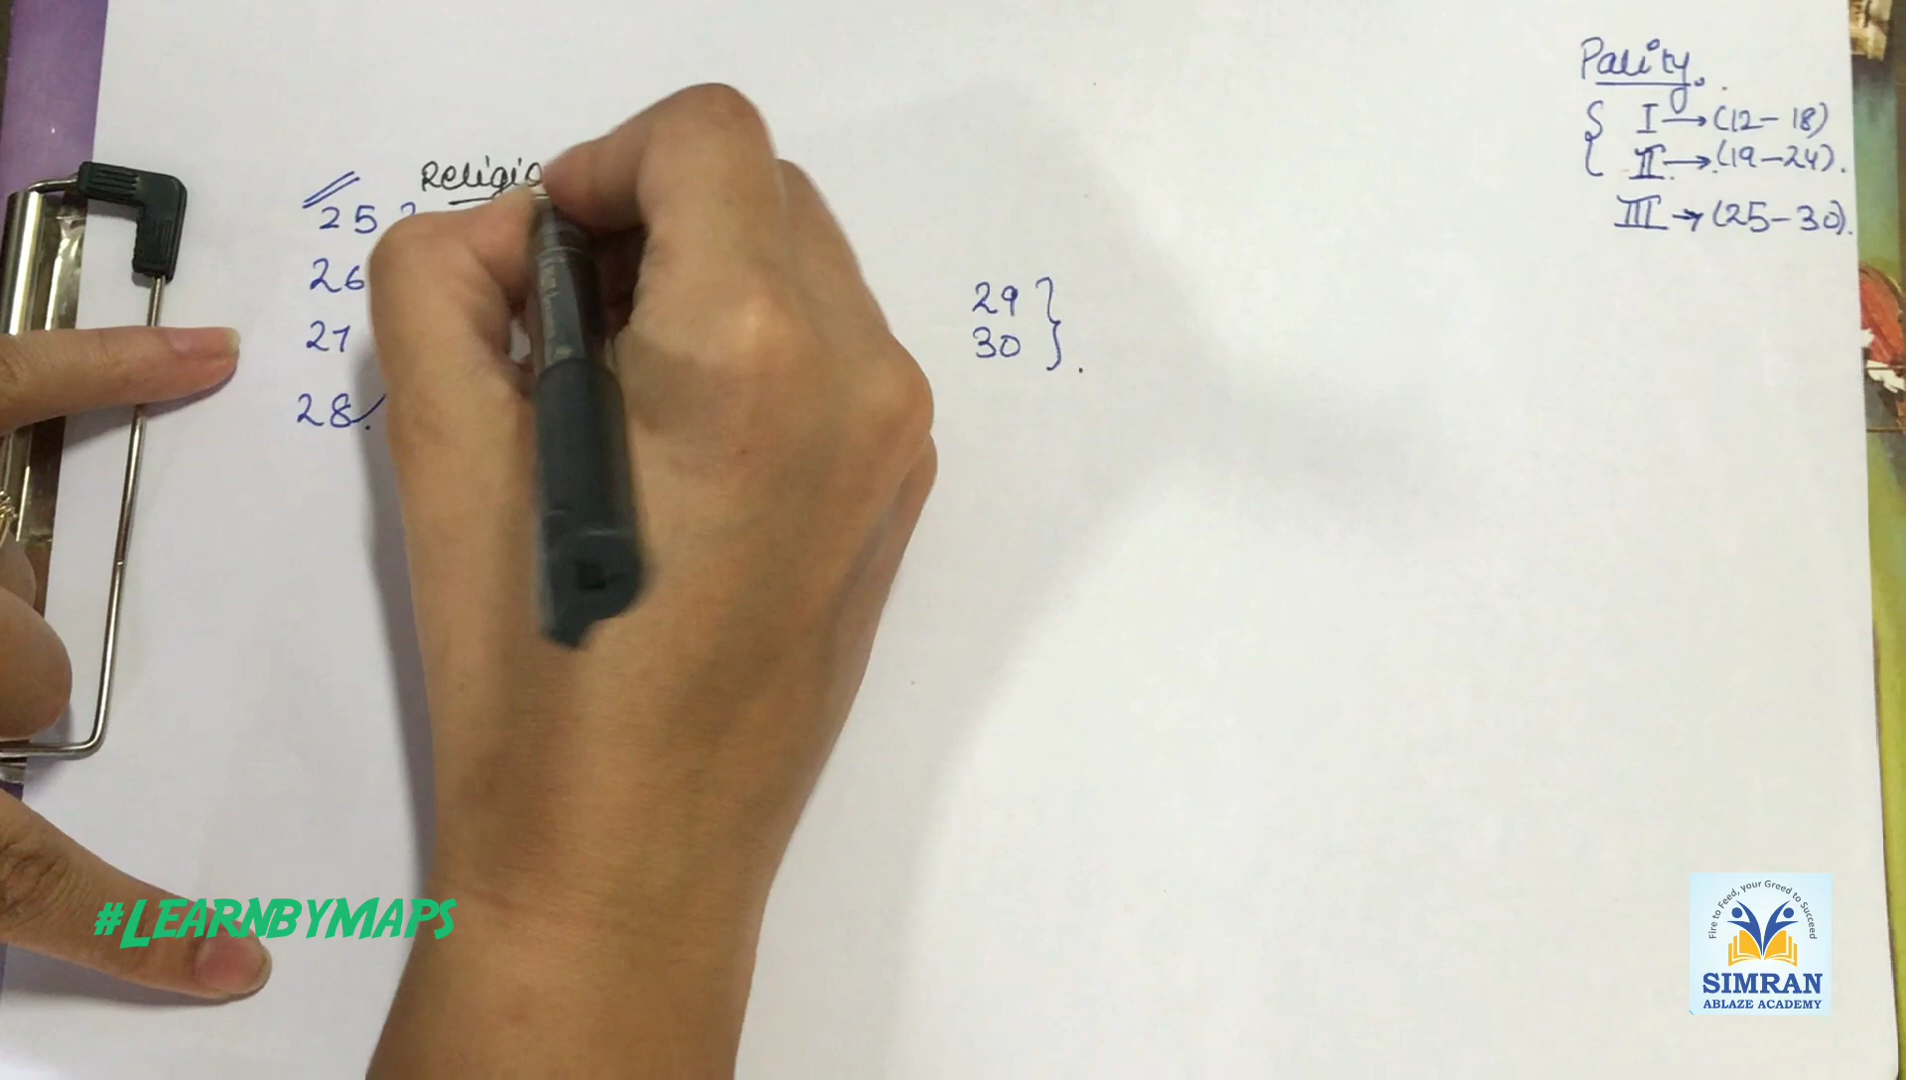 Polity.
I → (12 – 18)
II → (19 – 24).
III → (25 – 30).
25
26
27
28.
29
30
#LEARNBYMAPS
Fire to Feed, your Greed to Succeed
SIMRAN
ABLAZE ACADEMY